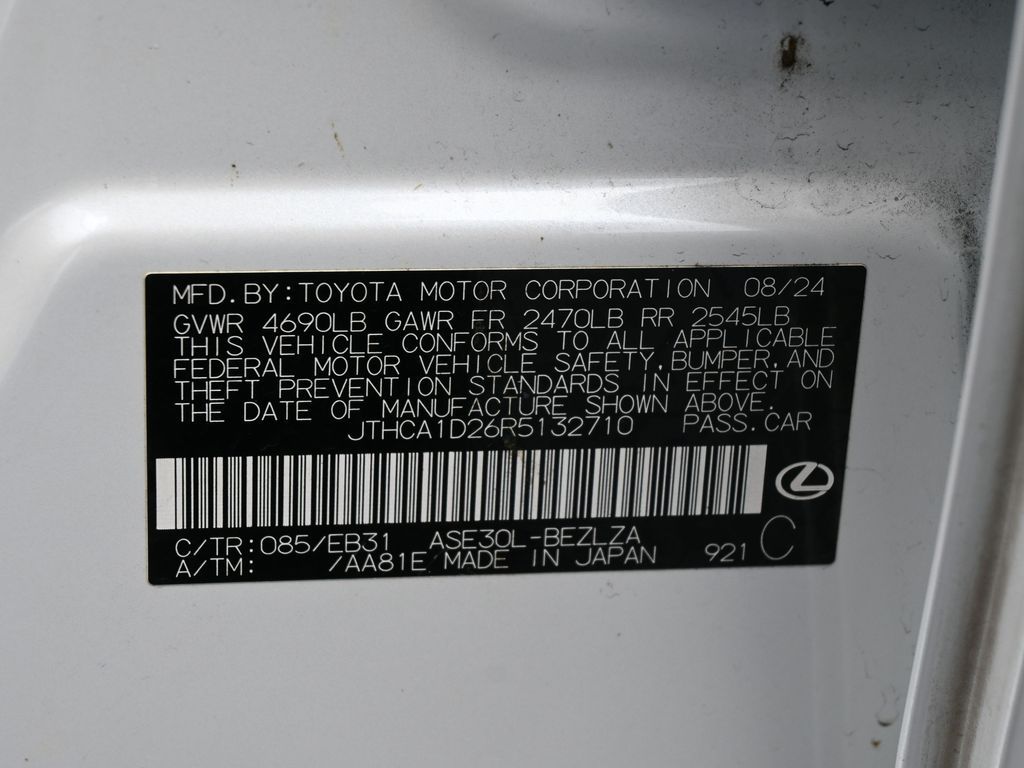 MFD.BY:TOYOTA MOTOR CORPORATION 08/24
GVWR 4690LB GAWR FR 2470LB RR 2545LB
THIS VEHICLE CONFORMS TO ALL APPLICABLE
FEDERAL MOTOR VEHICLE SAFETY,BUMPER,AND
THEFT PREVENTION STANDARDS IN EFFECT ON
THE DATE OF MANUFACTURE SHOWN ABOVE.
JTHCA1D26R5132710 PASS.CAR
C/TR:085/EB31 ASE30L-BEZLZA
A/TM: /AA81E MADE IN JAPAN 921 C